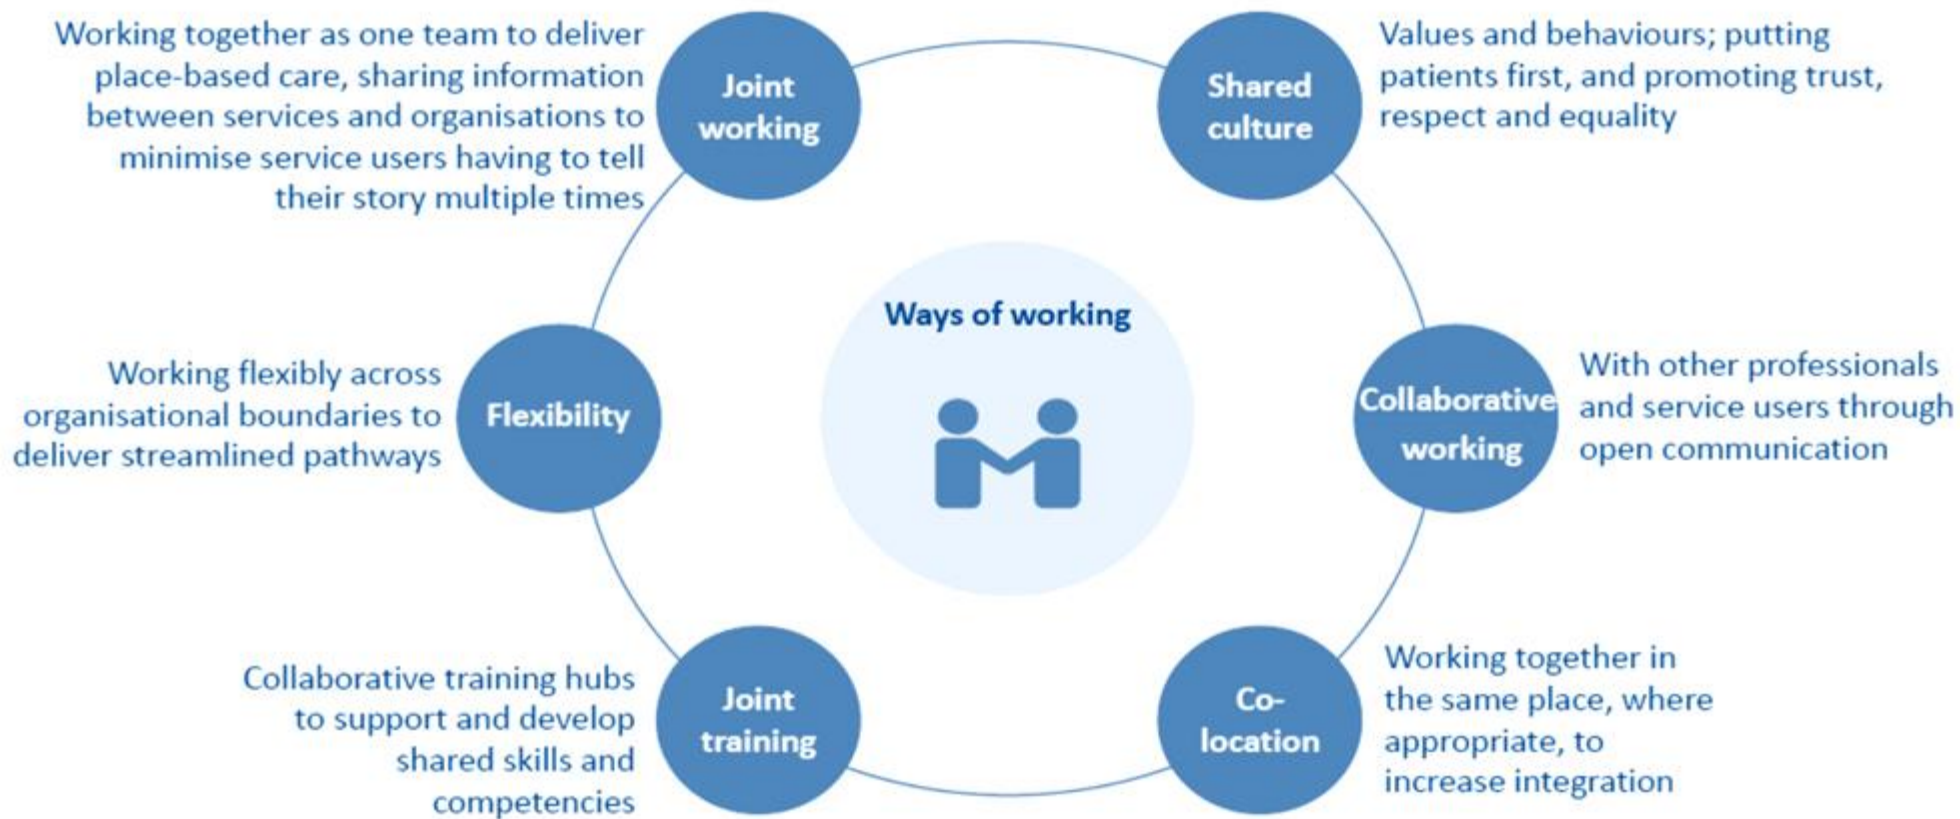 Working together as one team to deliver
place-based care, sharing information
between services and organisations to
minimise service users having to tell
their story multiple times
Joint
working
Shared
culture
Values and behaviours; putting
patients first, and promoting trust,
respect and equality
Ways of working
Working flexibly across
organisational boundaries to
deliver streamlined pathways
Flexibility
Collaborative
working
With other professionals
and service users through
open communication
Collaborative training hubs
to support and develop
shared skills and
competencies
Joint
training
Co-
location
Working together in
the same place, where
appropriate, to
increase integration